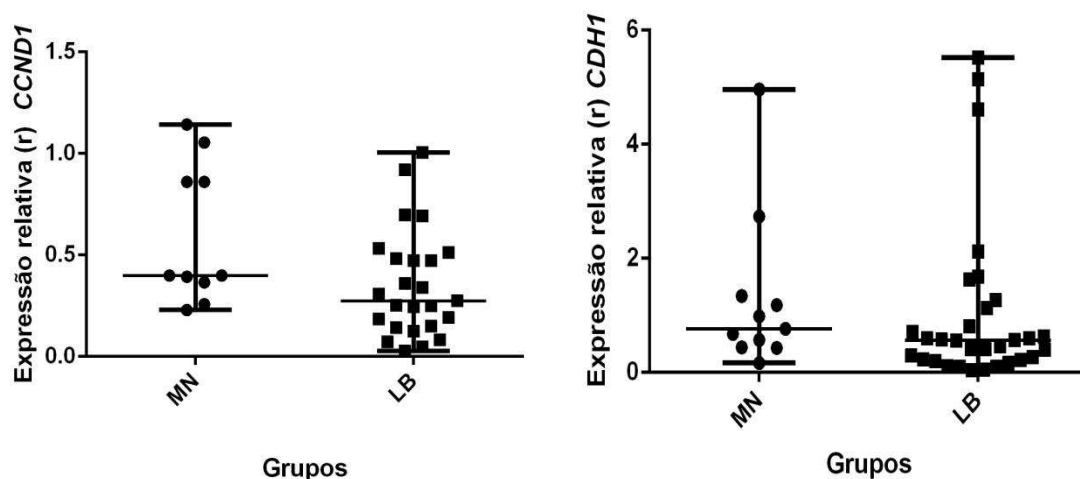 Expressão relativa (r) CCND1
1.5
1.0
0.5
0.0
MN
LB
Grupos
Expressão relativa (r) CDH1
6
4
2
0
MN
LB
Grupos